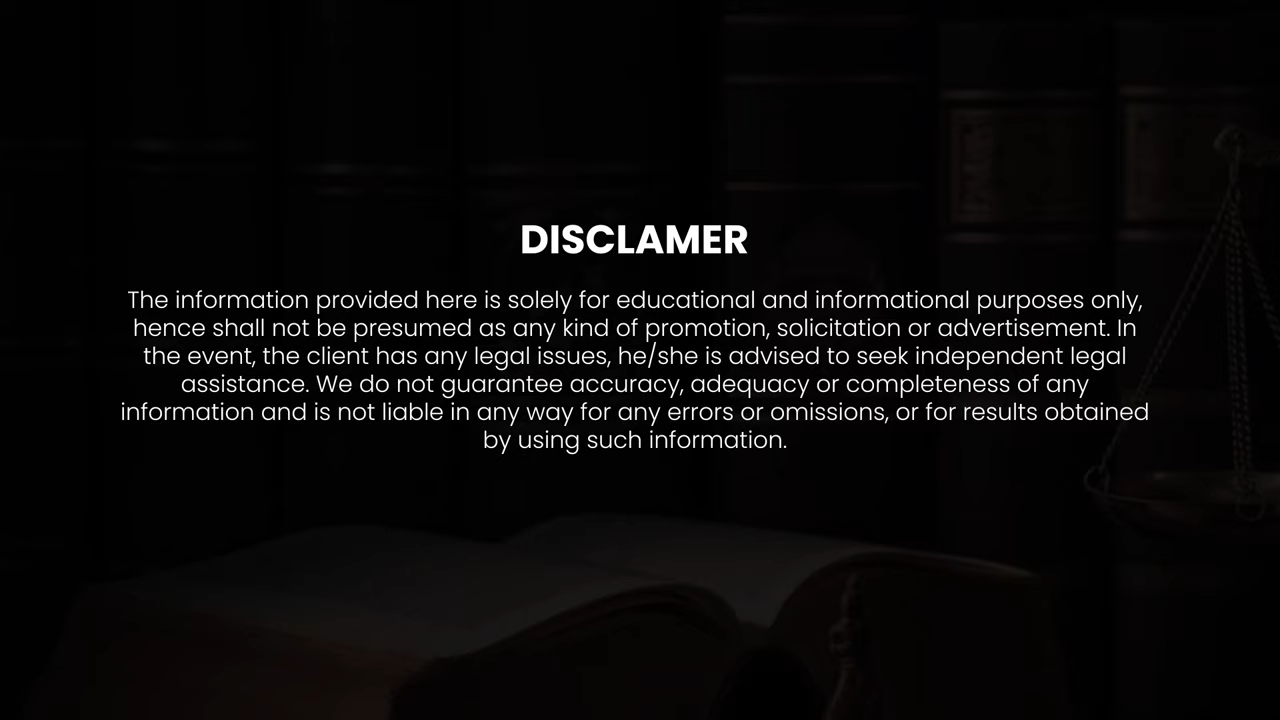 DISCLAMER
The information provided here is solely for educational and informational purposes only,
hence shall not be presumed as any kind of promotion, solicitation or advertisement. In
the event, the client has any legal issues, he/she is advised to seek independent legal
assistance. We do not guarantee accuracy, adequacy or completeness of any
information and is not liable in any way for any errors or omissions, or for results obtained
by using such information.